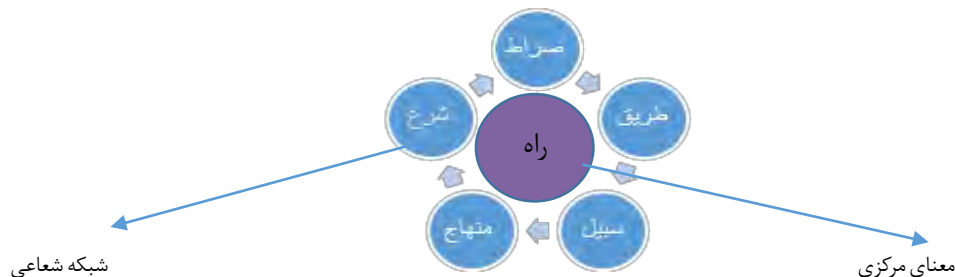 صراط
طریق
راه
شرع
سبیل
منهاج
معنای مرکزی
شبکه شعاعی